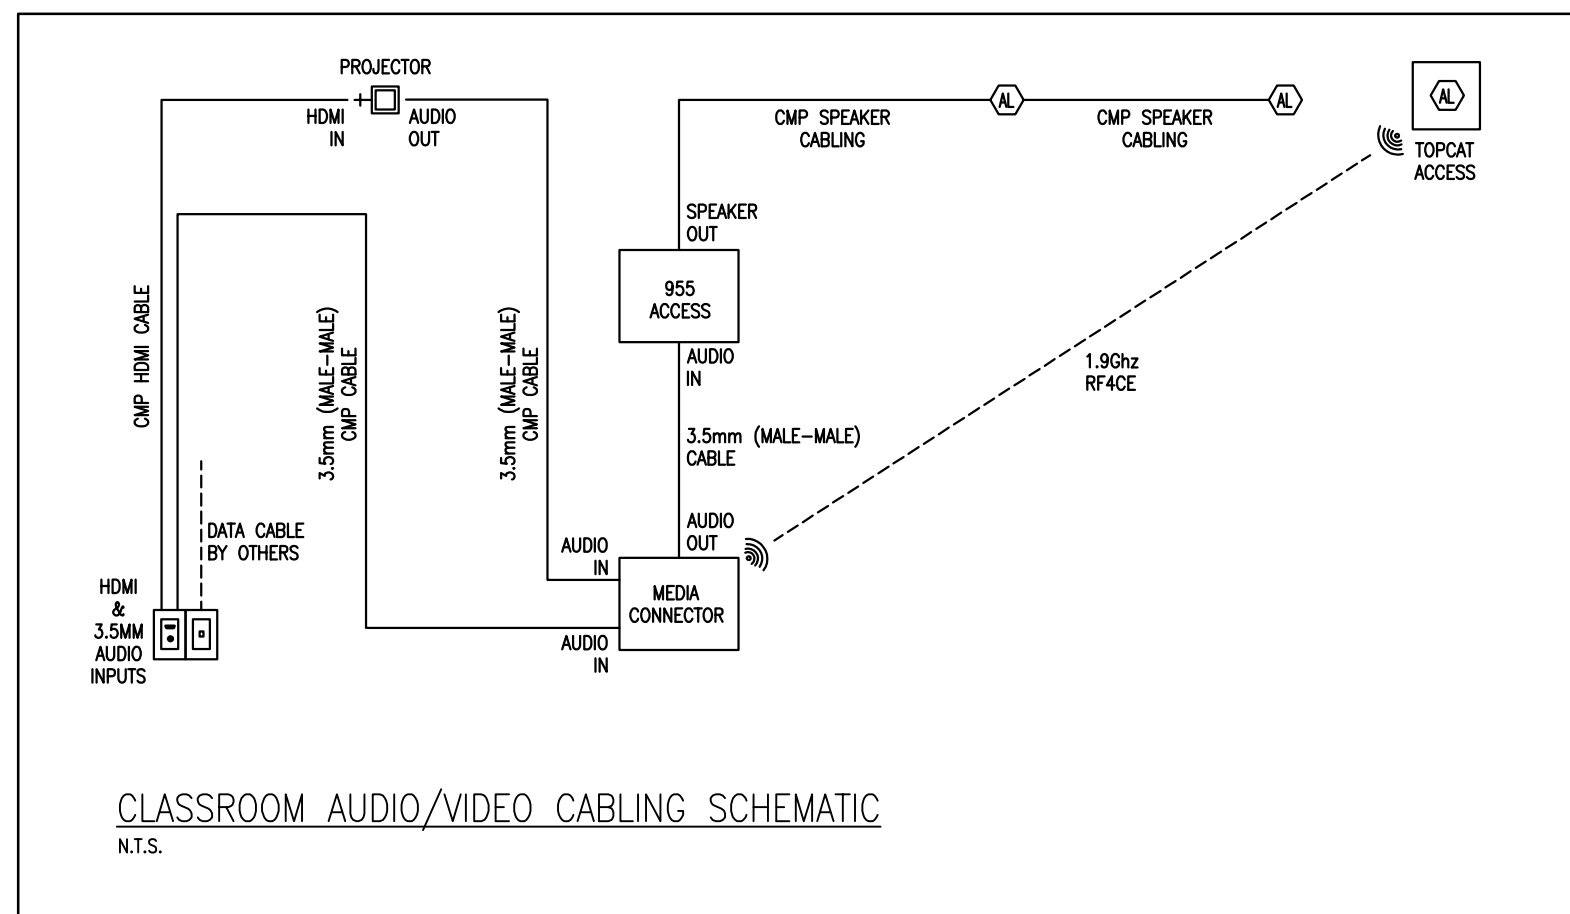 PROJECTOR
HDMI
IN
AUDIO
OUT
CMP SPEAKER
CABLING
AL
CMP SPEAKER
CABLING
AL
AL
TOPCAT
ACCESS
SPEAKER
OUT
955
ACCESS
AUDIO
IN
1.9Ghz
RF4CE
CMP HDMI CABLE
3.5mm (MALE-MALE)
CMP CABLE
3.5mm (MALE-MALE)
CMP CABLE
3.5mm (MALE-MALE)
CABLE
DATA CABLE
BY OTHERS
AUDIO
OUT
AUDIO
IN
MEDIA
CONNECTOR
AUDIO
IN
HDMI
&
3.5MM
AUDIO
INPUTS
CLASSROOM AUDIO/VIDEO CABLING SCHEMATIC
N.T.S.